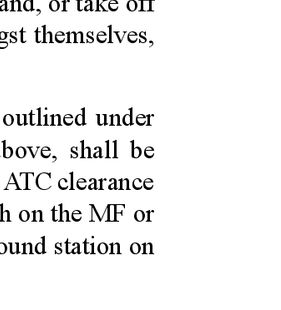 and, or take off
gst themselves,
outlined under
above, shall be
ATC clearance
h on the MF or
ound station on